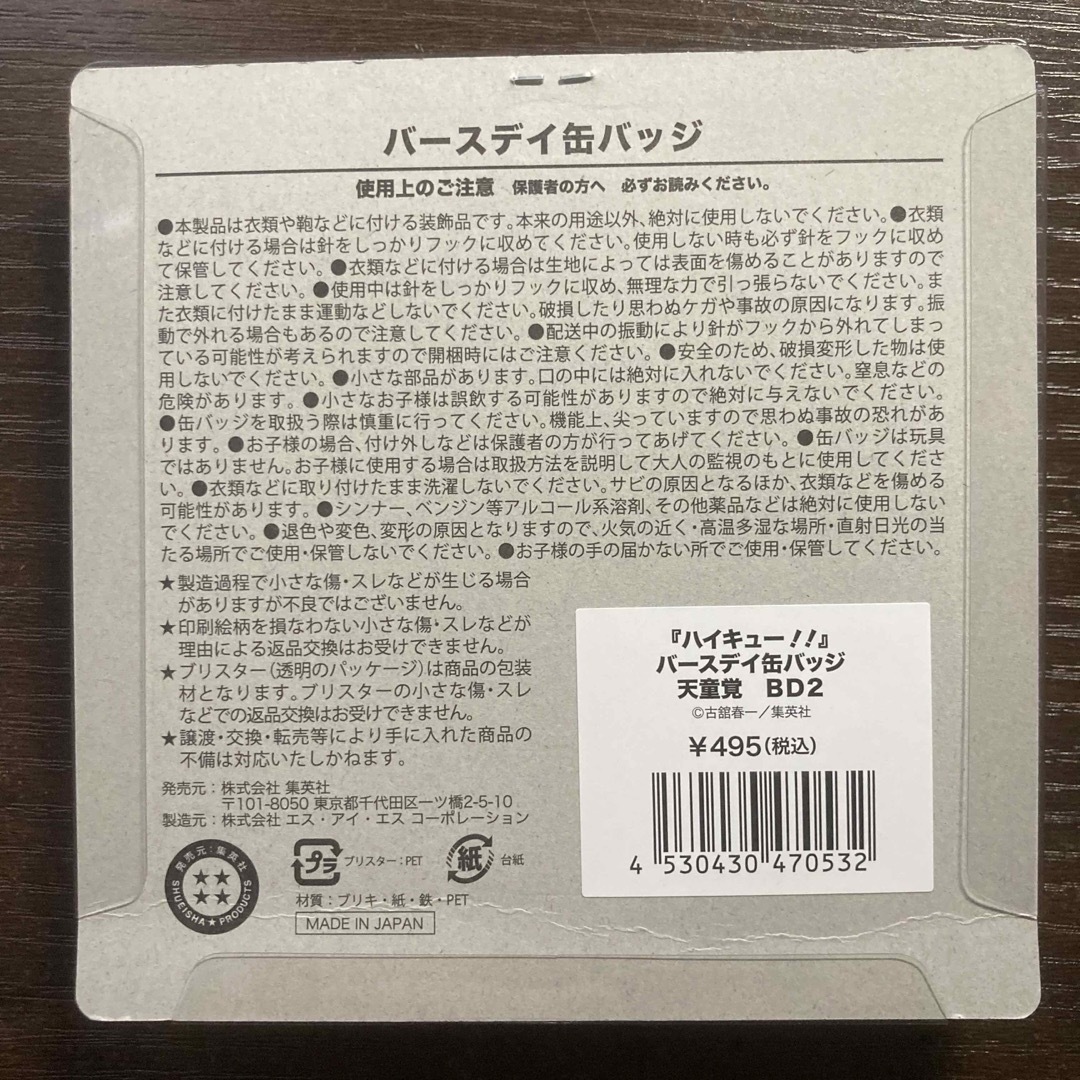 バースデイ缶バッジ
使用上のご注意　保護者の方へ　必ずお読みください。
●本製品は衣類や鞄などに付ける装飾品です。本来の用途以外、絶対に使用しないでください。●衣類
などに付ける場合は針をしっかりフックに収めてください。使用しない時も必ず針をフックに収め
て保管してください。●衣類などに付ける場合は生地によっては表面を傷めることがありますので
注意してください。●使用中は針をしっかりフックに収め、無理な力で引っ張らないでください。ま
た衣類に付けたまま運動などしないでください。破損したり思わぬケガや事故の原因になります。振
動で外れる場合もあるので注意してください。●配送中の振動により針がフックから外れてしまっ
ている可能性が考えられますので開梱時にはご注意ください。●安全のため、破損変形した物は使
用しないでください。●小さな部品があります。口の中には絶対に入れないでください。窒息などの
危険があります。●小さなお子様は誤飲する可能性がありますので絶対に与えないでください。
●缶バッジを取扱う際は慎重に行ってください。機能上、尖っていますので思わぬ事故の恐れがあ
ります。●お子様の場合、付け外しなどは保護者の方が行ってあげてください。●缶バッジは玩具
ではありません。お子様に使用する場合は取扱方法を説明して大人の監視のもとに使用してくださ
い。●衣類などに取り付けたまま洗濯しないでください。サビの原因となるほか、衣類などを傷める
可能性があります。●シンナー、ベンジン等アルコール系溶剤、その他薬品などは絶対に使用しない
でください。●退色や変色、変形の原因となりますので、火気の近く・高温多湿な場所・直射日光の当
たる場所でご使用・保管しないでください。●お子様の手の届かない所でご使用・保管してください。
★製造過程で小さな傷・スレなどが生じる場合
がありますが不良ではございません。
★印刷絵柄を損なわない小さな傷・スレなどが
理由による返品交換はお受けできません。
★ブリスター（透明のパッケージ）は商品の包装
材となります。ブリスターの小さな傷・スレ
などでの返品交換はお受けできません。
★譲渡・交換・転売等により手に入れた商品の
不備は対応いたしかねます。
発売元：株式会社 集英社
〒101-8050 東京都千代田区一ツ橋2-5-10
製造元：株式会社 エス・アイ・エス コーポレーション
発売元：集英社
SHUEISHA★PRODUCTS
プラ
ブリスター：PET
紙
台紙
材質：ブリキ・紙・鉄・PET
MADE IN JAPAN
『ハイキュー！！』
バースデイ缶バッジ
天童覚　BD2
©古舘春一／集英社
¥495（税込）
4 530430 470532